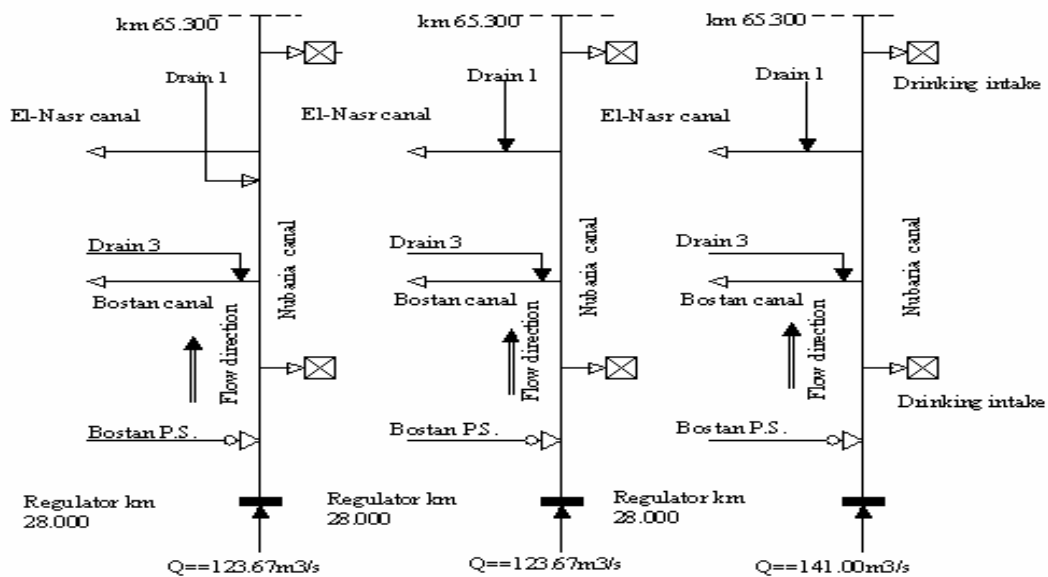 km 65.300
Drain 1
El-Nasr canal
Drain 3
Bostan canal
Nubaria canal
Flow direction
Bostan P.S.
Regulator km
28.000
Q==123.67m3/s
km 65.300
Drain 1
El-Nasr canal
Drain 3
Bostan canal
Nubaria canal
Flow direction
Bostan P.S.
Regulator km
28.000
Q==123.67m3/s
km 65.300
Drain 1
Drinking intake
El-Nasr canal
Drain 3
Bostan canal
Nubaria canal
Flow direction
Drinking intake
Bostan P.S.
Regulator km
28.000
Q==141.00m3/s